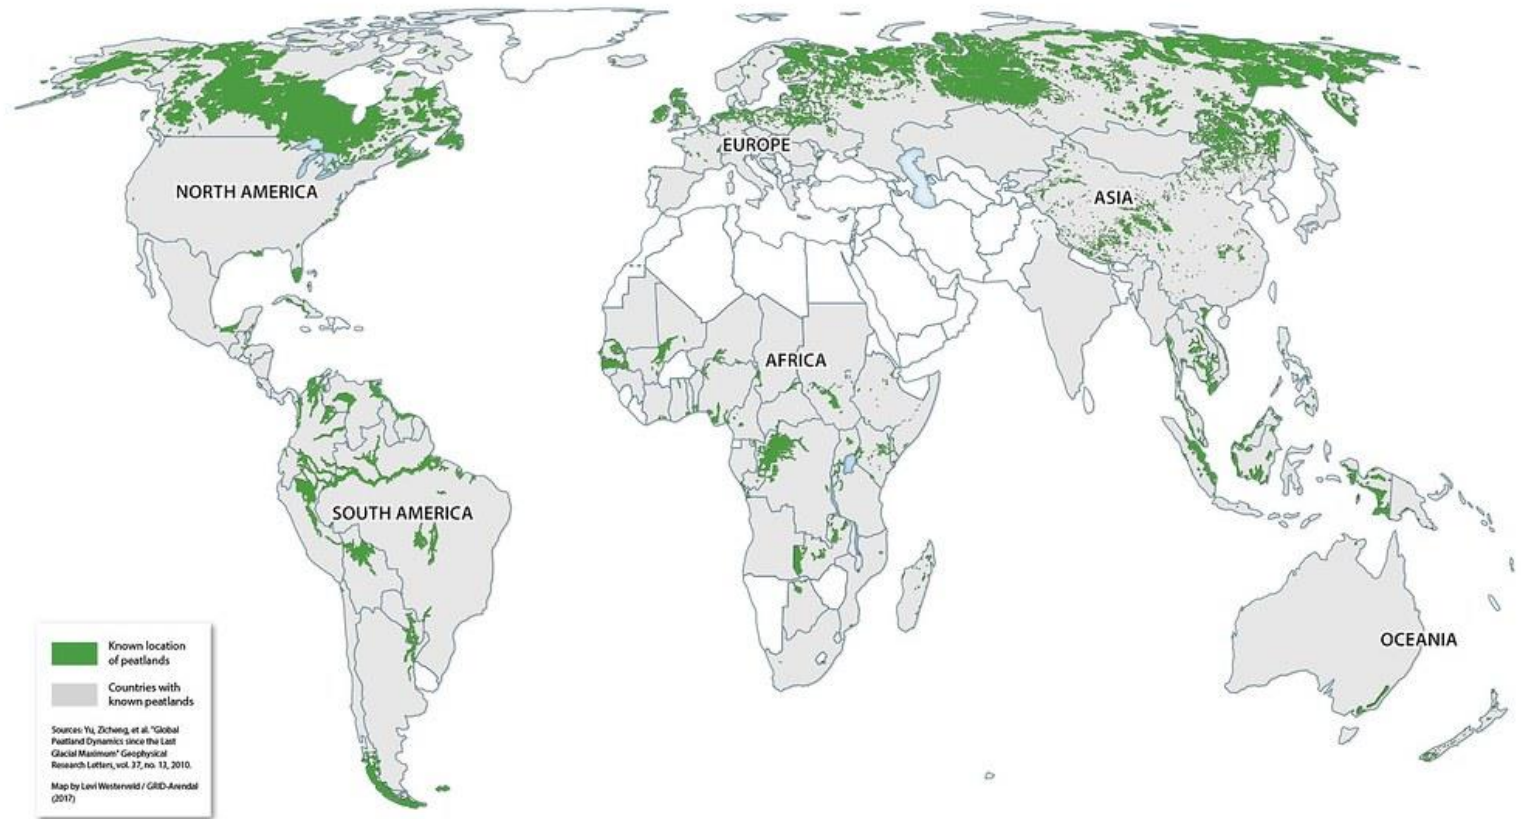 NORTH AMERICA
EUROPE
ASIA
AFRICA
SOUTH AMERICA
OCEANIA
Known location
of peatlands
Countries with
known peatlands
Sources: Yu, Zicheng, et al. "Global
Peatland Dynamics since the Last
Glacial Maximum" Geophysical
Research Letters, vol. 37, no. 13, 2010.
Map by Levi Westerveld / GRID-Arendal
(2017)